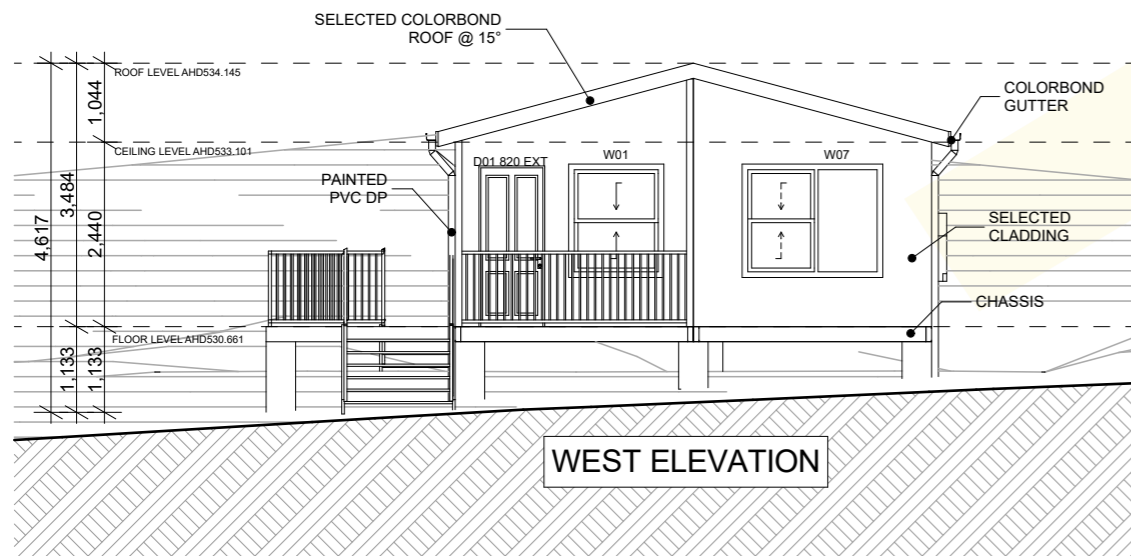 SELECTED COLORBOND
ROOF @ 15°
ROOF LEVEL AHD534.145
COLORBOND
GUTTER
1,044
CEILING LEVEL AHD533.101
D01 820 EXT
W01
W07
PAINTED
PVC DP
3,484
4,617
2,440
SELECTED
CLADDING
CHASSIS
FLOOR LEVEL AHD530.661
1,133
1,133
WEST ELEVATION